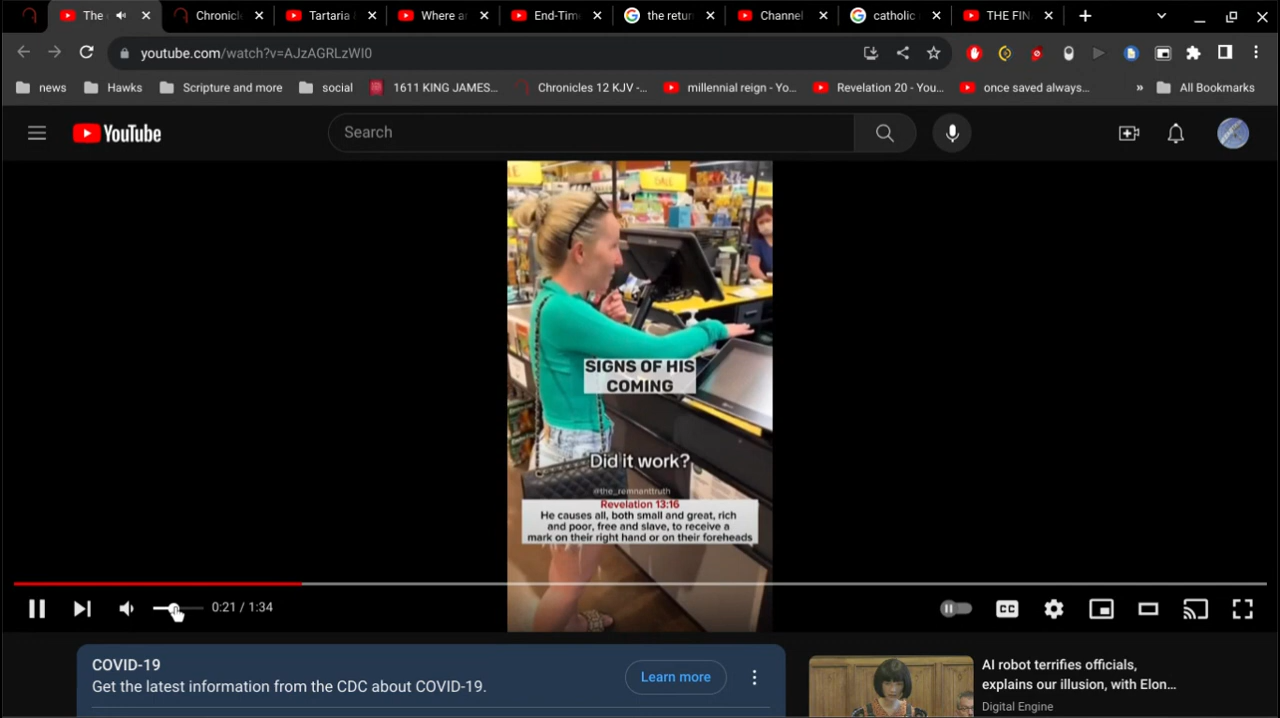 The
Chronicl
Tartaria
Where a
End-Tim
the retur
Channel
catholic
THE FIN
youtube.com/watch?v=AJzAGRLzWI0
news
Hawks
Scripture and more
social
1611 KING JAMES...
Chronicles 12 KJV -...
millennial reign - Yo...
Revelation 20 - You...
once saved always...
»
All Bookmarks
YouTube
Search
SALE
SIGNS OF HIS
COMING
Did it work?
@the_remnanttruth
Revelation 13:16
He causes all, both small and great, rich
and poor, free and slave, to receive a
mark on their right hand or on their foreheads
0:21 / 1:34
CC
COVID-19
Get the latest information from the CDC about COVID-19.
Learn more
AI robot terrifies officials,
explains our illusion, with Elon...
Digital Engine